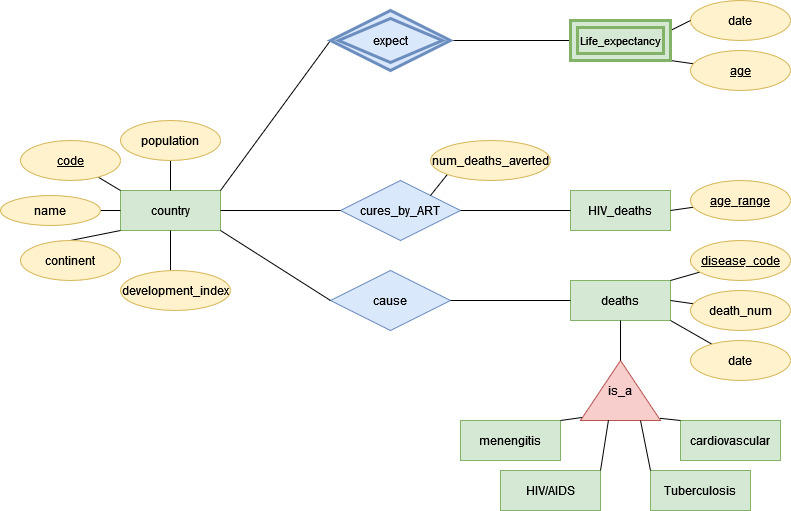 date
expect
Life_expectancy
age
population
code
num_deaths_averted
name
country
cures_by_ART
HIV_deaths
age_range
continent
disease_code
development_index
cause
deaths
death_num
date
is_a
menengitis
cardiovascular
HIV/AIDS
Tuberculosis